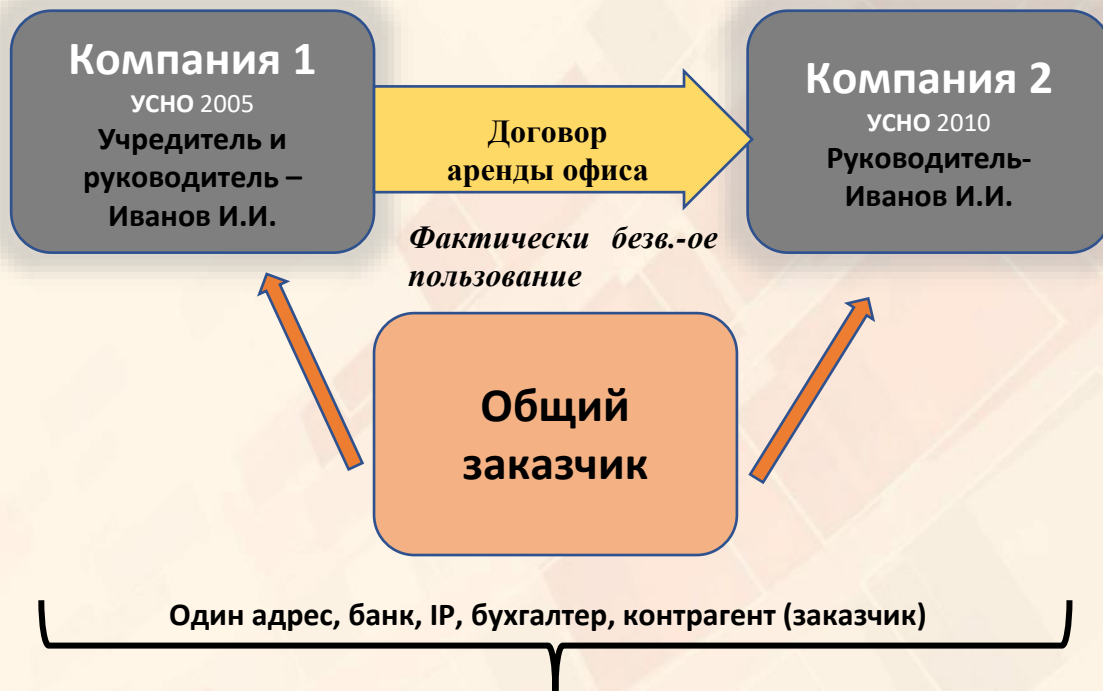 Компания 1
УСНО 2005
Учредитель и
руководитель –
Иванов И.И.
Договор
аренды офиса
Компания 2
УСНО 2010
Руководитель-
Иванов И.И.
Фактически безв.-ое
пользование
Общий
заказчик
Один адрес, банк, IP, бухгалтер, контрагент (заказчик)